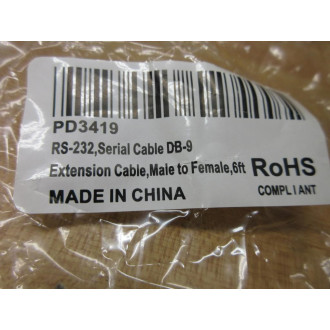 PD3419
RS-232,Serial Cable DB-9
Extension Cable,Male to Female,6ft
RoHS
COMPLIANT
MADE IN CHINA